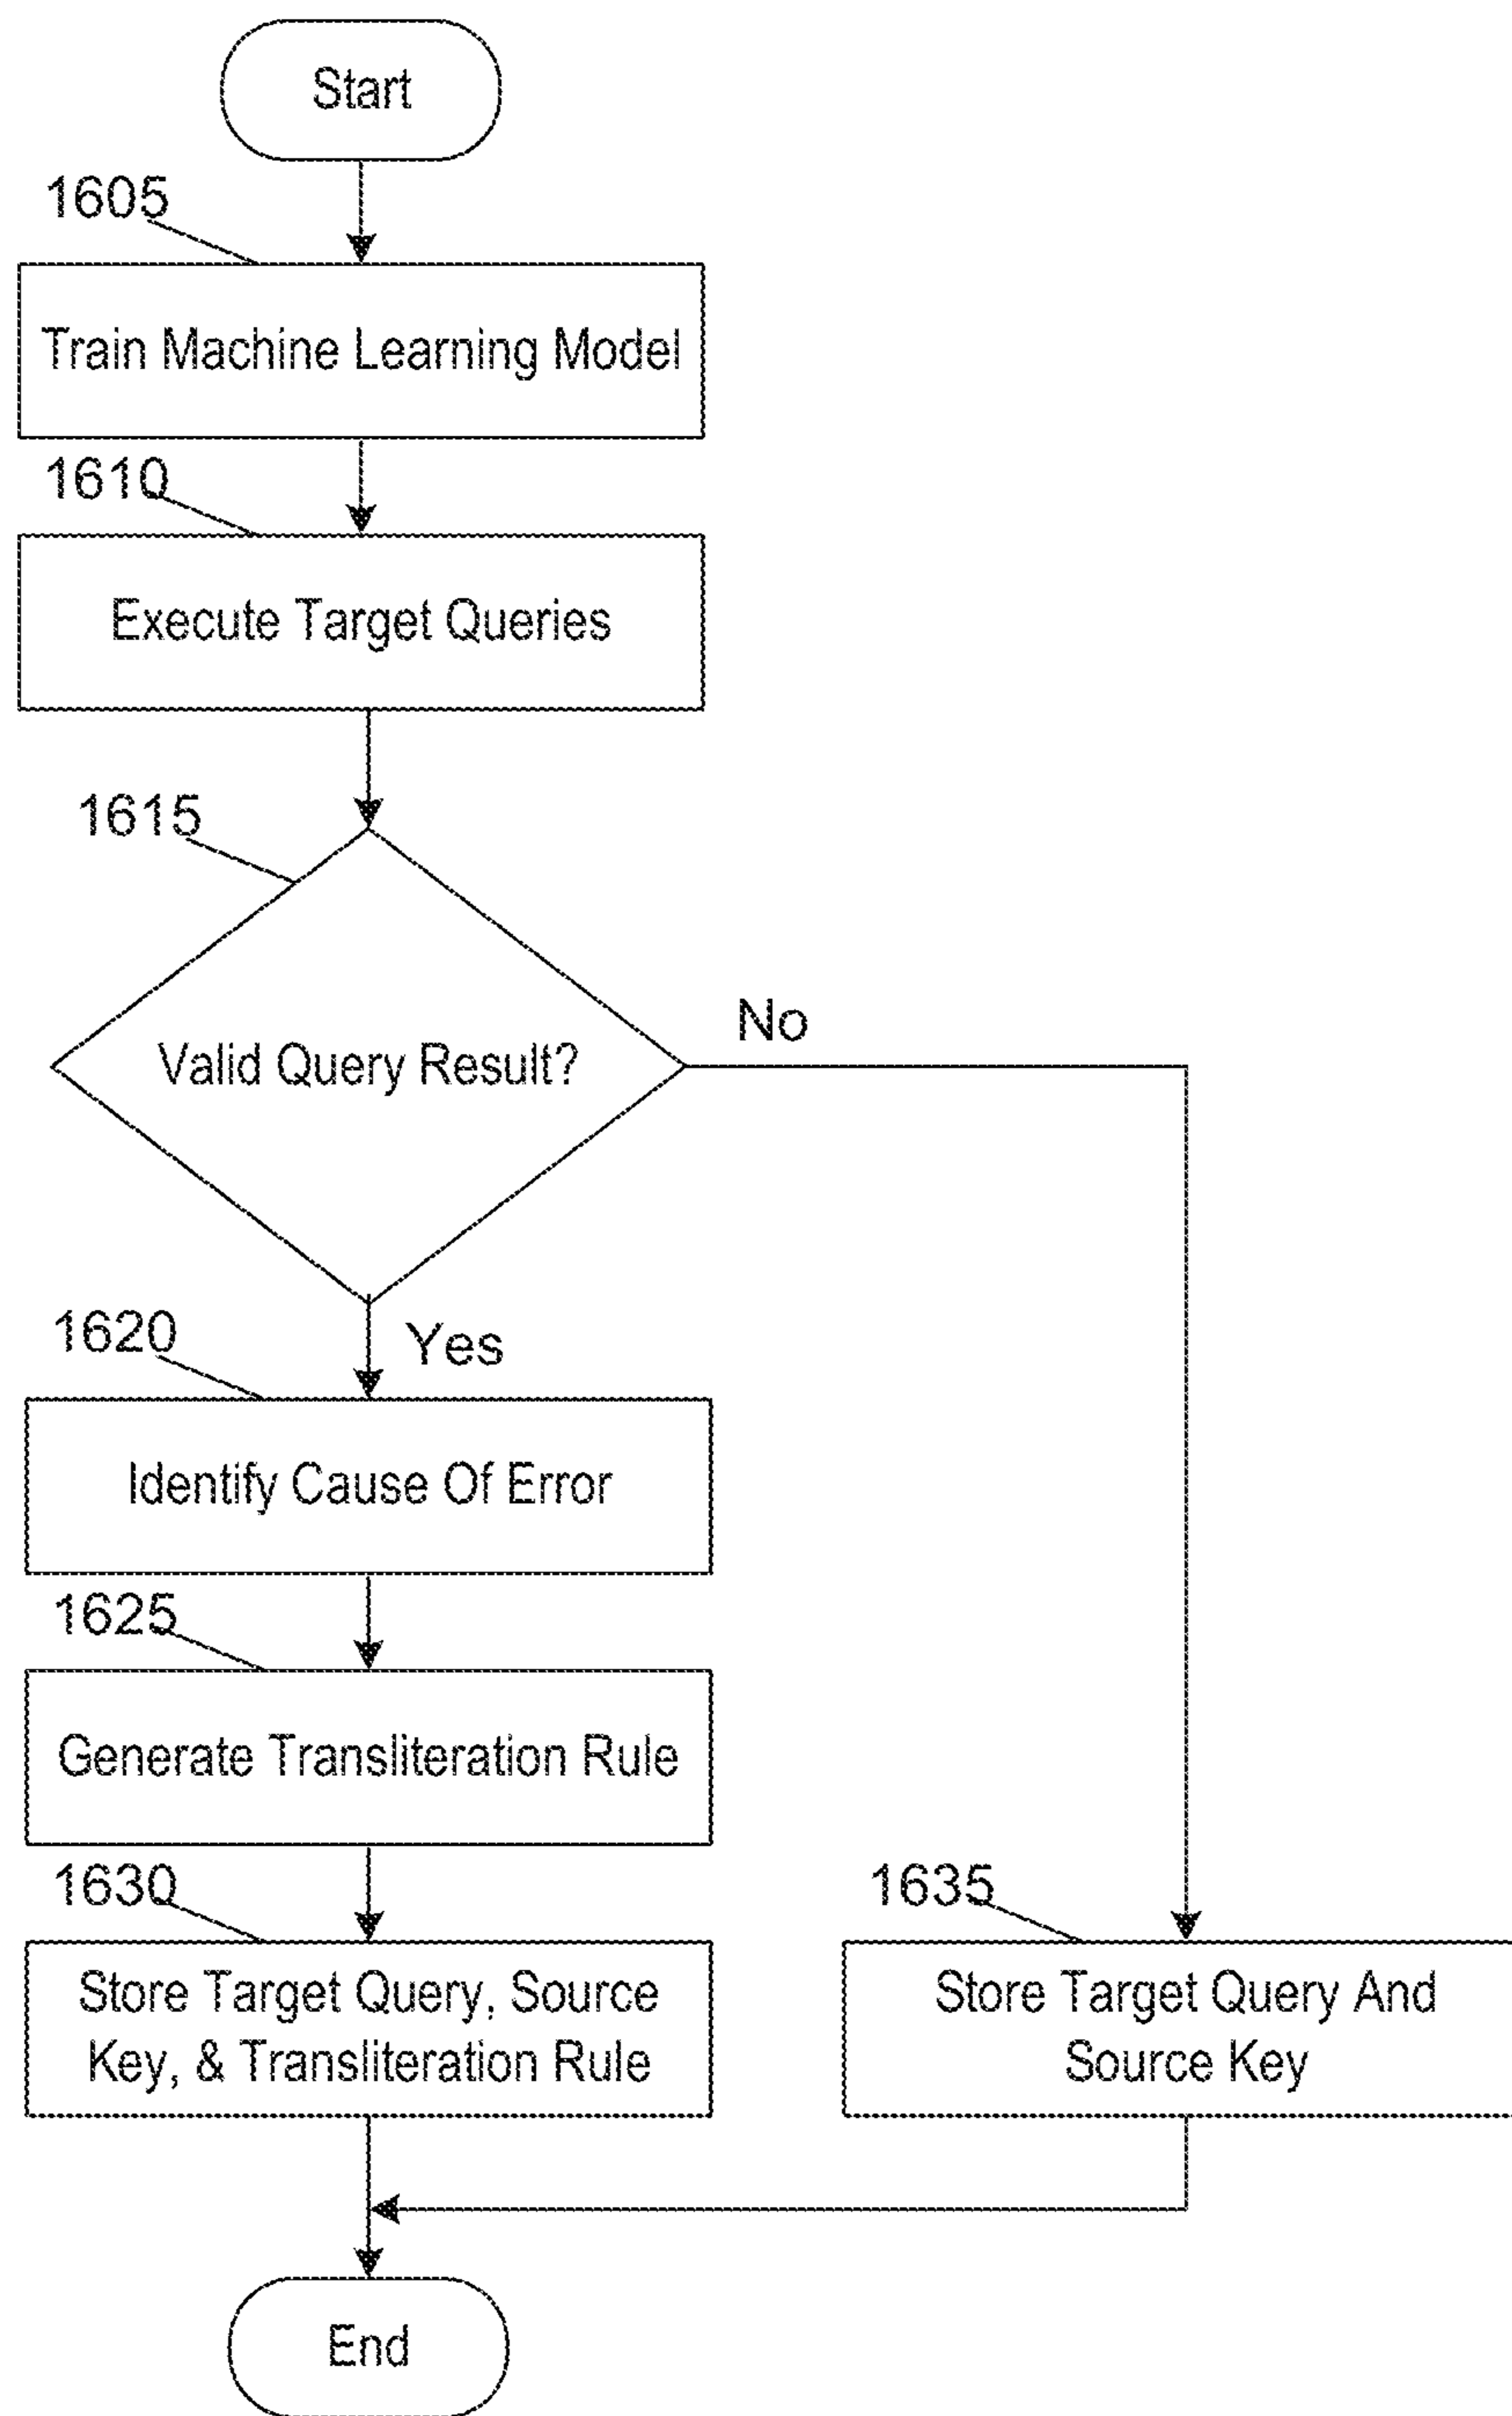 Start
1605
Train Machine Learning Model
1610
Execute Target Queries
1615
Valid Query Result?
No
Yes
1620
Identify Cause Of Error
1625
Generate Transliteration Rule
1630
Store Target Query, Source
Key, & Transliteration Rule
1635
Store Target Query And
Source Key
End